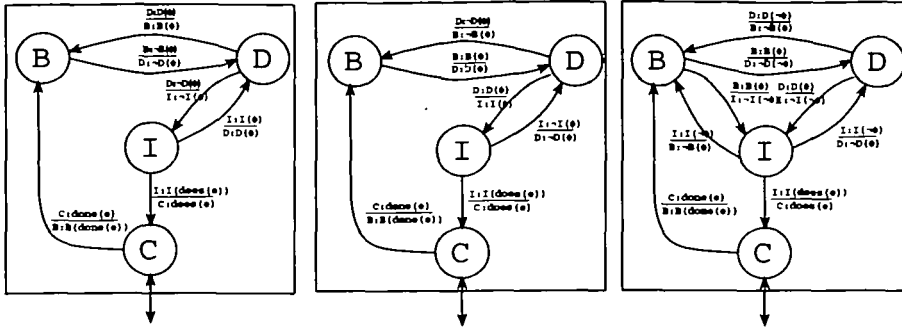 D:D(φ)
B:B(φ)
B
B:¬B(φ)
D:¬D(φ)
D
D:¬D(φ)
I:¬I(φ)
I:I(φ)
D:D(φ)
I
I:I(does(e))
C:does(e)
C:done(e)
B:B(done(e))
C
D:¬D(φ)
B:¬B(φ)
B
B:B(φ)
D:D(φ)
D
D:D(φ)
I:I(φ)
I:¬I(φ)
D:¬D(φ)
I
I:I(does(e))
C:does(e)
C:done(e)
B:B(done(e))
C
D:D(¬φ)
B:¬B(φ)
B
B:B(φ)
D:¬D(¬φ)
D
B:B(φ)
I:¬I(¬φ)
D:D(φ)
I:¬I(¬φ)
I:I(¬φ)
B:¬B(φ)
I:I(¬φ)
D:¬D(φ)
I
I:I(does(e))
C:does(e)
C:done(e)
B:B(done(e))
C